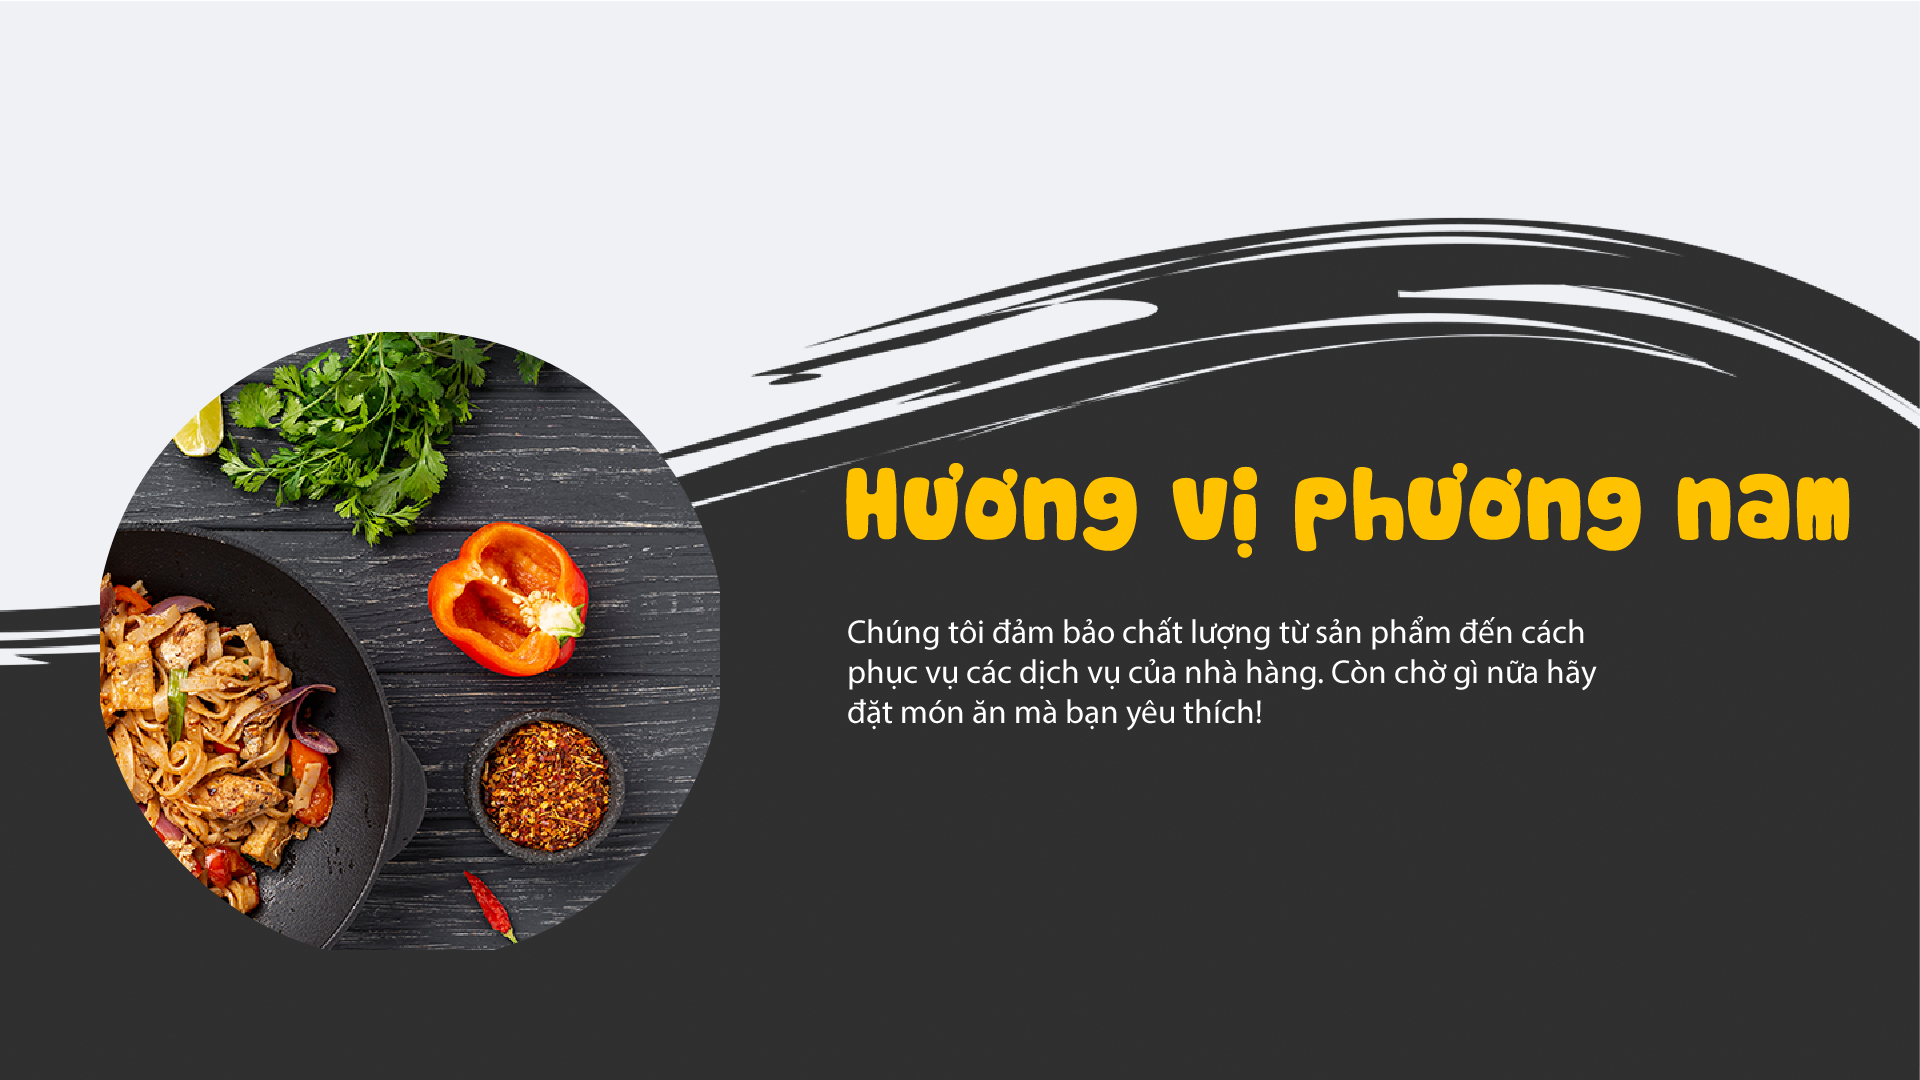 Hương vị phương nam
Chúng tôi đảm bảo chất lượng từ sản phẩm đến cách
phục vụ các dịch vụ của nhà hàng. Còn chờ gì nữa hãy
đặt món ăn mà bạn yêu thích!